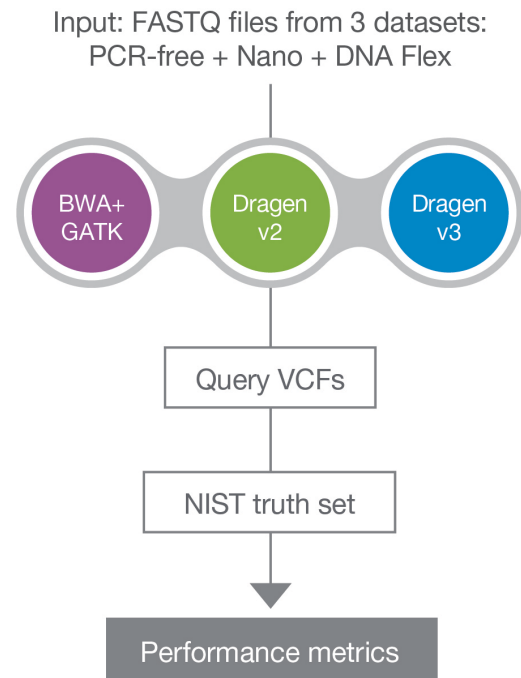 Input: FASTQ files from 3 datasets:
PCR-free + Nano + DNA Flex
BWA+
GATK
Dragen
v2
Dragen
v3
Query VCFs
NIST truth set
Performance metrics